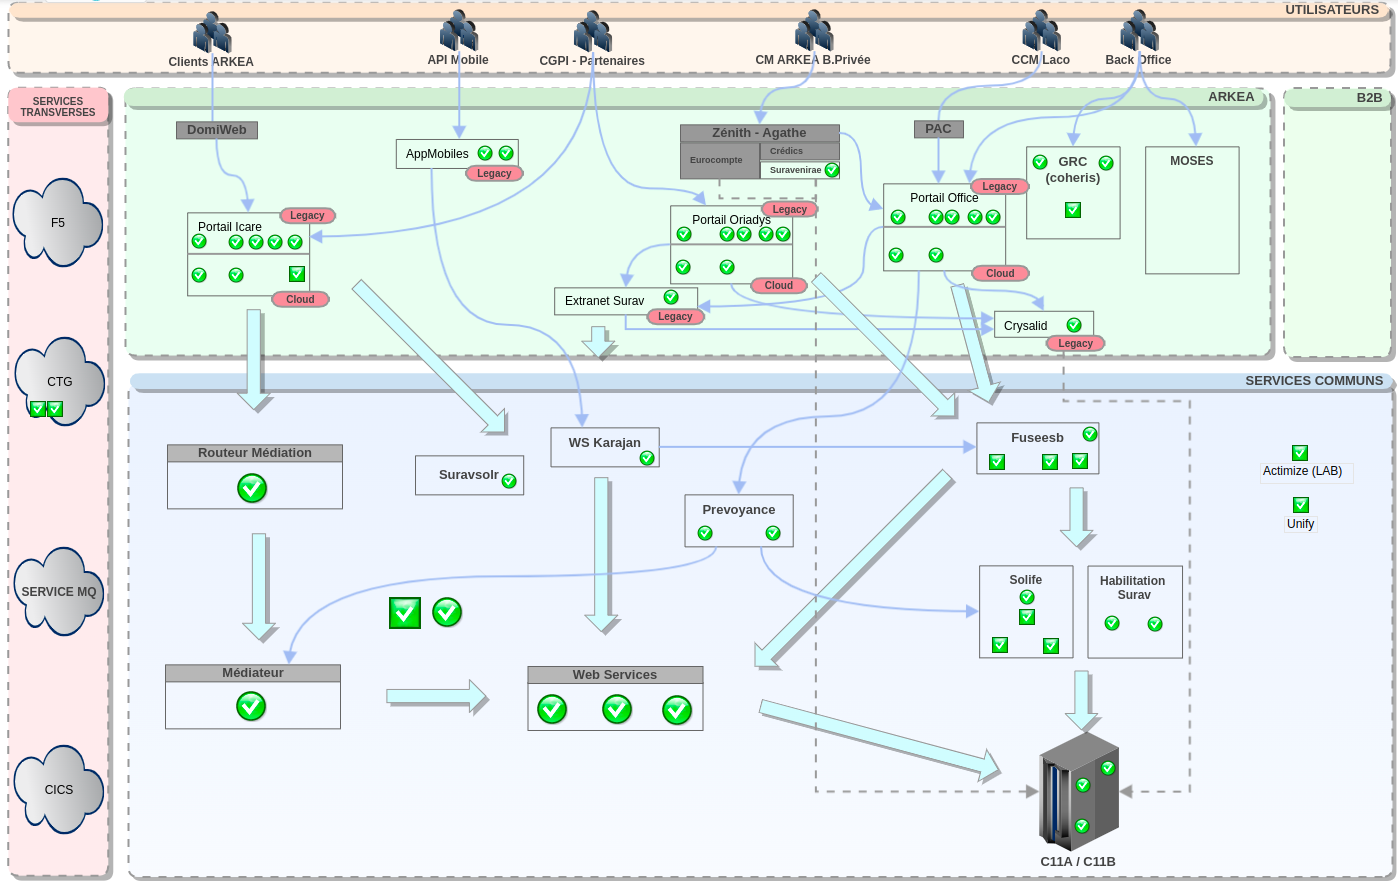 UTILISATEURS
Clients ARKEA
API Mobile
CGPI - Partenaires
CM ARKEA B.Privée
CCM Laco
Back Office
SERVICES
TRANSVERSES
F5
CTG
SERVICE MQ
CICS
ARKEA
B2B
DomiWeb
AppMobiles
Legacy
Zénith - Agathe
Eurocompte
Crédics
Suravenirae
PAC
GRC
(coheris)
MOSES
Portail Icare
Legacy
Cloud
Portail Oriadys
Legacy
Cloud
Portail Office
Legacy
Cloud
Extranet Surav
Legacy
Crysalid
Legacy
SERVICES COMMUNS
Routeur Médiation
Suravsolr
WS Karajan
Fuseesb
Actimize (LAB)
Unify
Prevoyance
Solife
Habilitation
Surav
Médiateur
Web Services
C11A / C11B